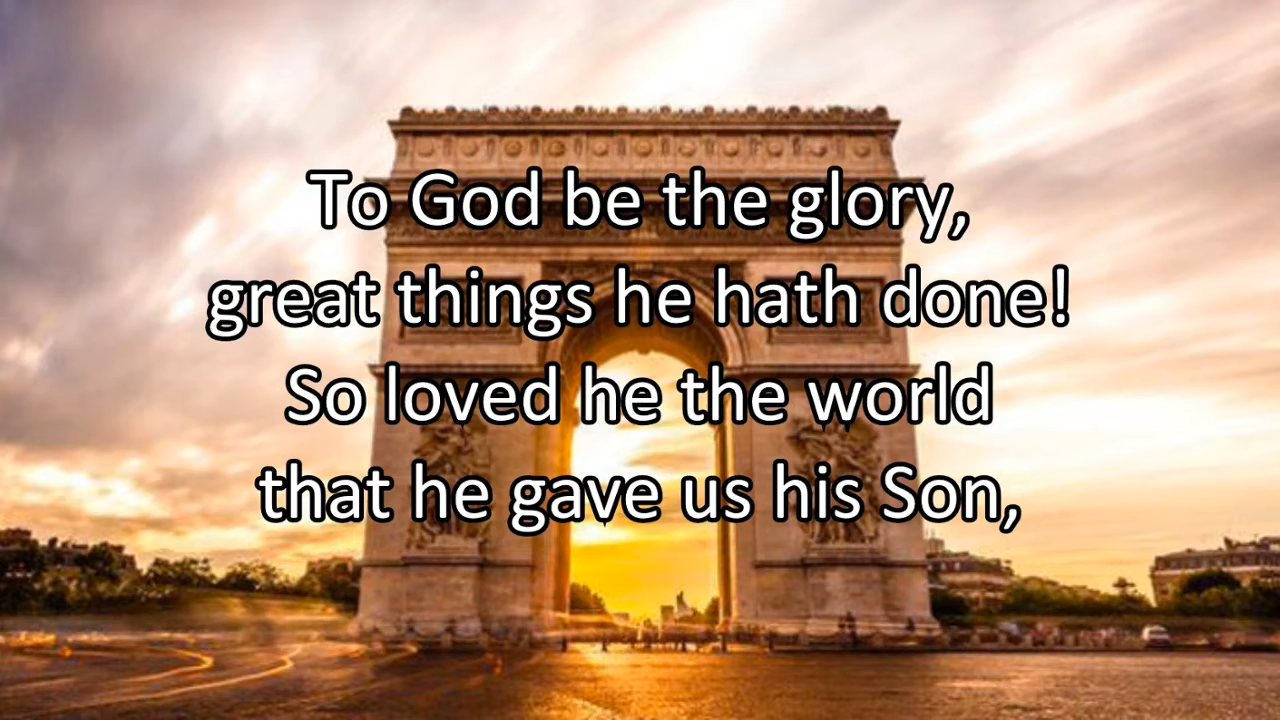 To God be the glory,
great things he hath done!
So loved he the world
that he gave us his Son,